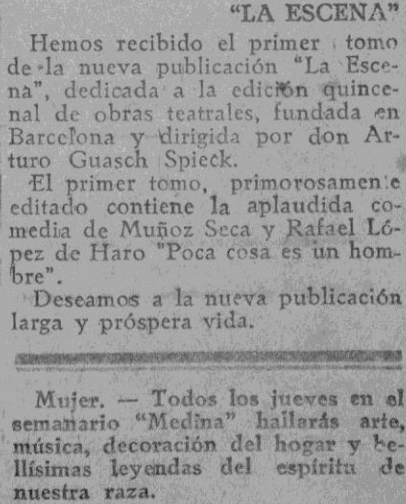 “LA ESCENA”
Hemos recibido el primer tomo
de la nueva publicación “La Esce-
na”, dedicada a la edición quince-
nal de obras teatrales, fundada en
Barcelona y dirigida por don Ar-
turo Guasch Spieck.
El primer tomo, primorosamente
editado contiene la aplaudida co-
media de Muñoz Seca y Rafael Ló-
pez de Haro "Poca cosa es un hom-
bre".
Deseamos a la nueva publicación
larga y próspera vida.
Mujer. — Todos los jueves en el
semanario “Medina” hallarás arte,
música, decoración del hogar y be-
llísimas leyendas del espíritu de
nuestra raza.